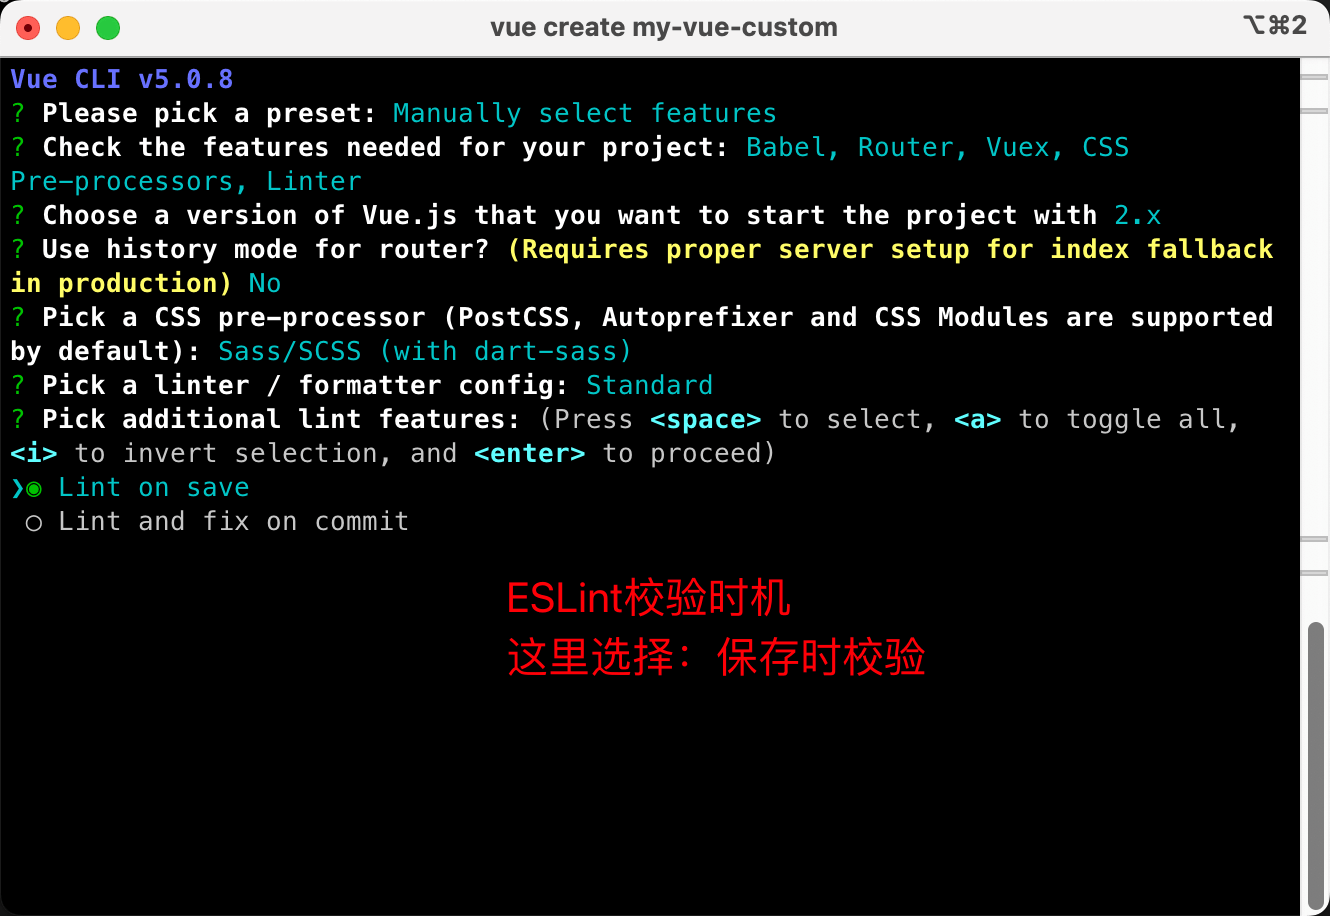 vue create my-vue-custom
⌥⌘2
Vue CLI v5.0.8
? Please pick a preset: Manually select features
? Check the features needed for your project: Babel, Router, Vuex, CSS
Pre-processors, Linter
? Choose a version of Vue.js that you want to start the project with 2.x
? Use history mode for router? (Requires proper server setup for index fallback
in production) No
? Pick a CSS pre-processor (PostCSS, Autoprefixer and CSS Modules are supported
by default): Sass/SCSS (with dart-sass)
? Pick a linter / formatter config: Standard
? Pick additional lint features: (Press <space> to select, <a> to toggle all,
<i> to invert selection, and <enter> to proceed)
❯◉ Lint on save
○ Lint and fix on commit
ESLint校验时机
这里选择：保存时校验